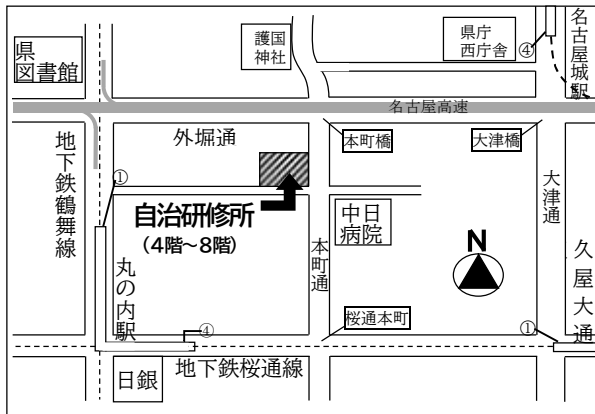 県
図書館
護国
神社
県庁
西庁舎
④
名古屋城駅
名古屋高速
外堀通
本町橋
大津橋
地下鉄鶴舞線
①
自治研修所
(4階〜8階)
中日
病院
本町通
大津通
N
久屋大通
丸の内駅
桜通本町
④
①
日銀
地下鉄桜通線